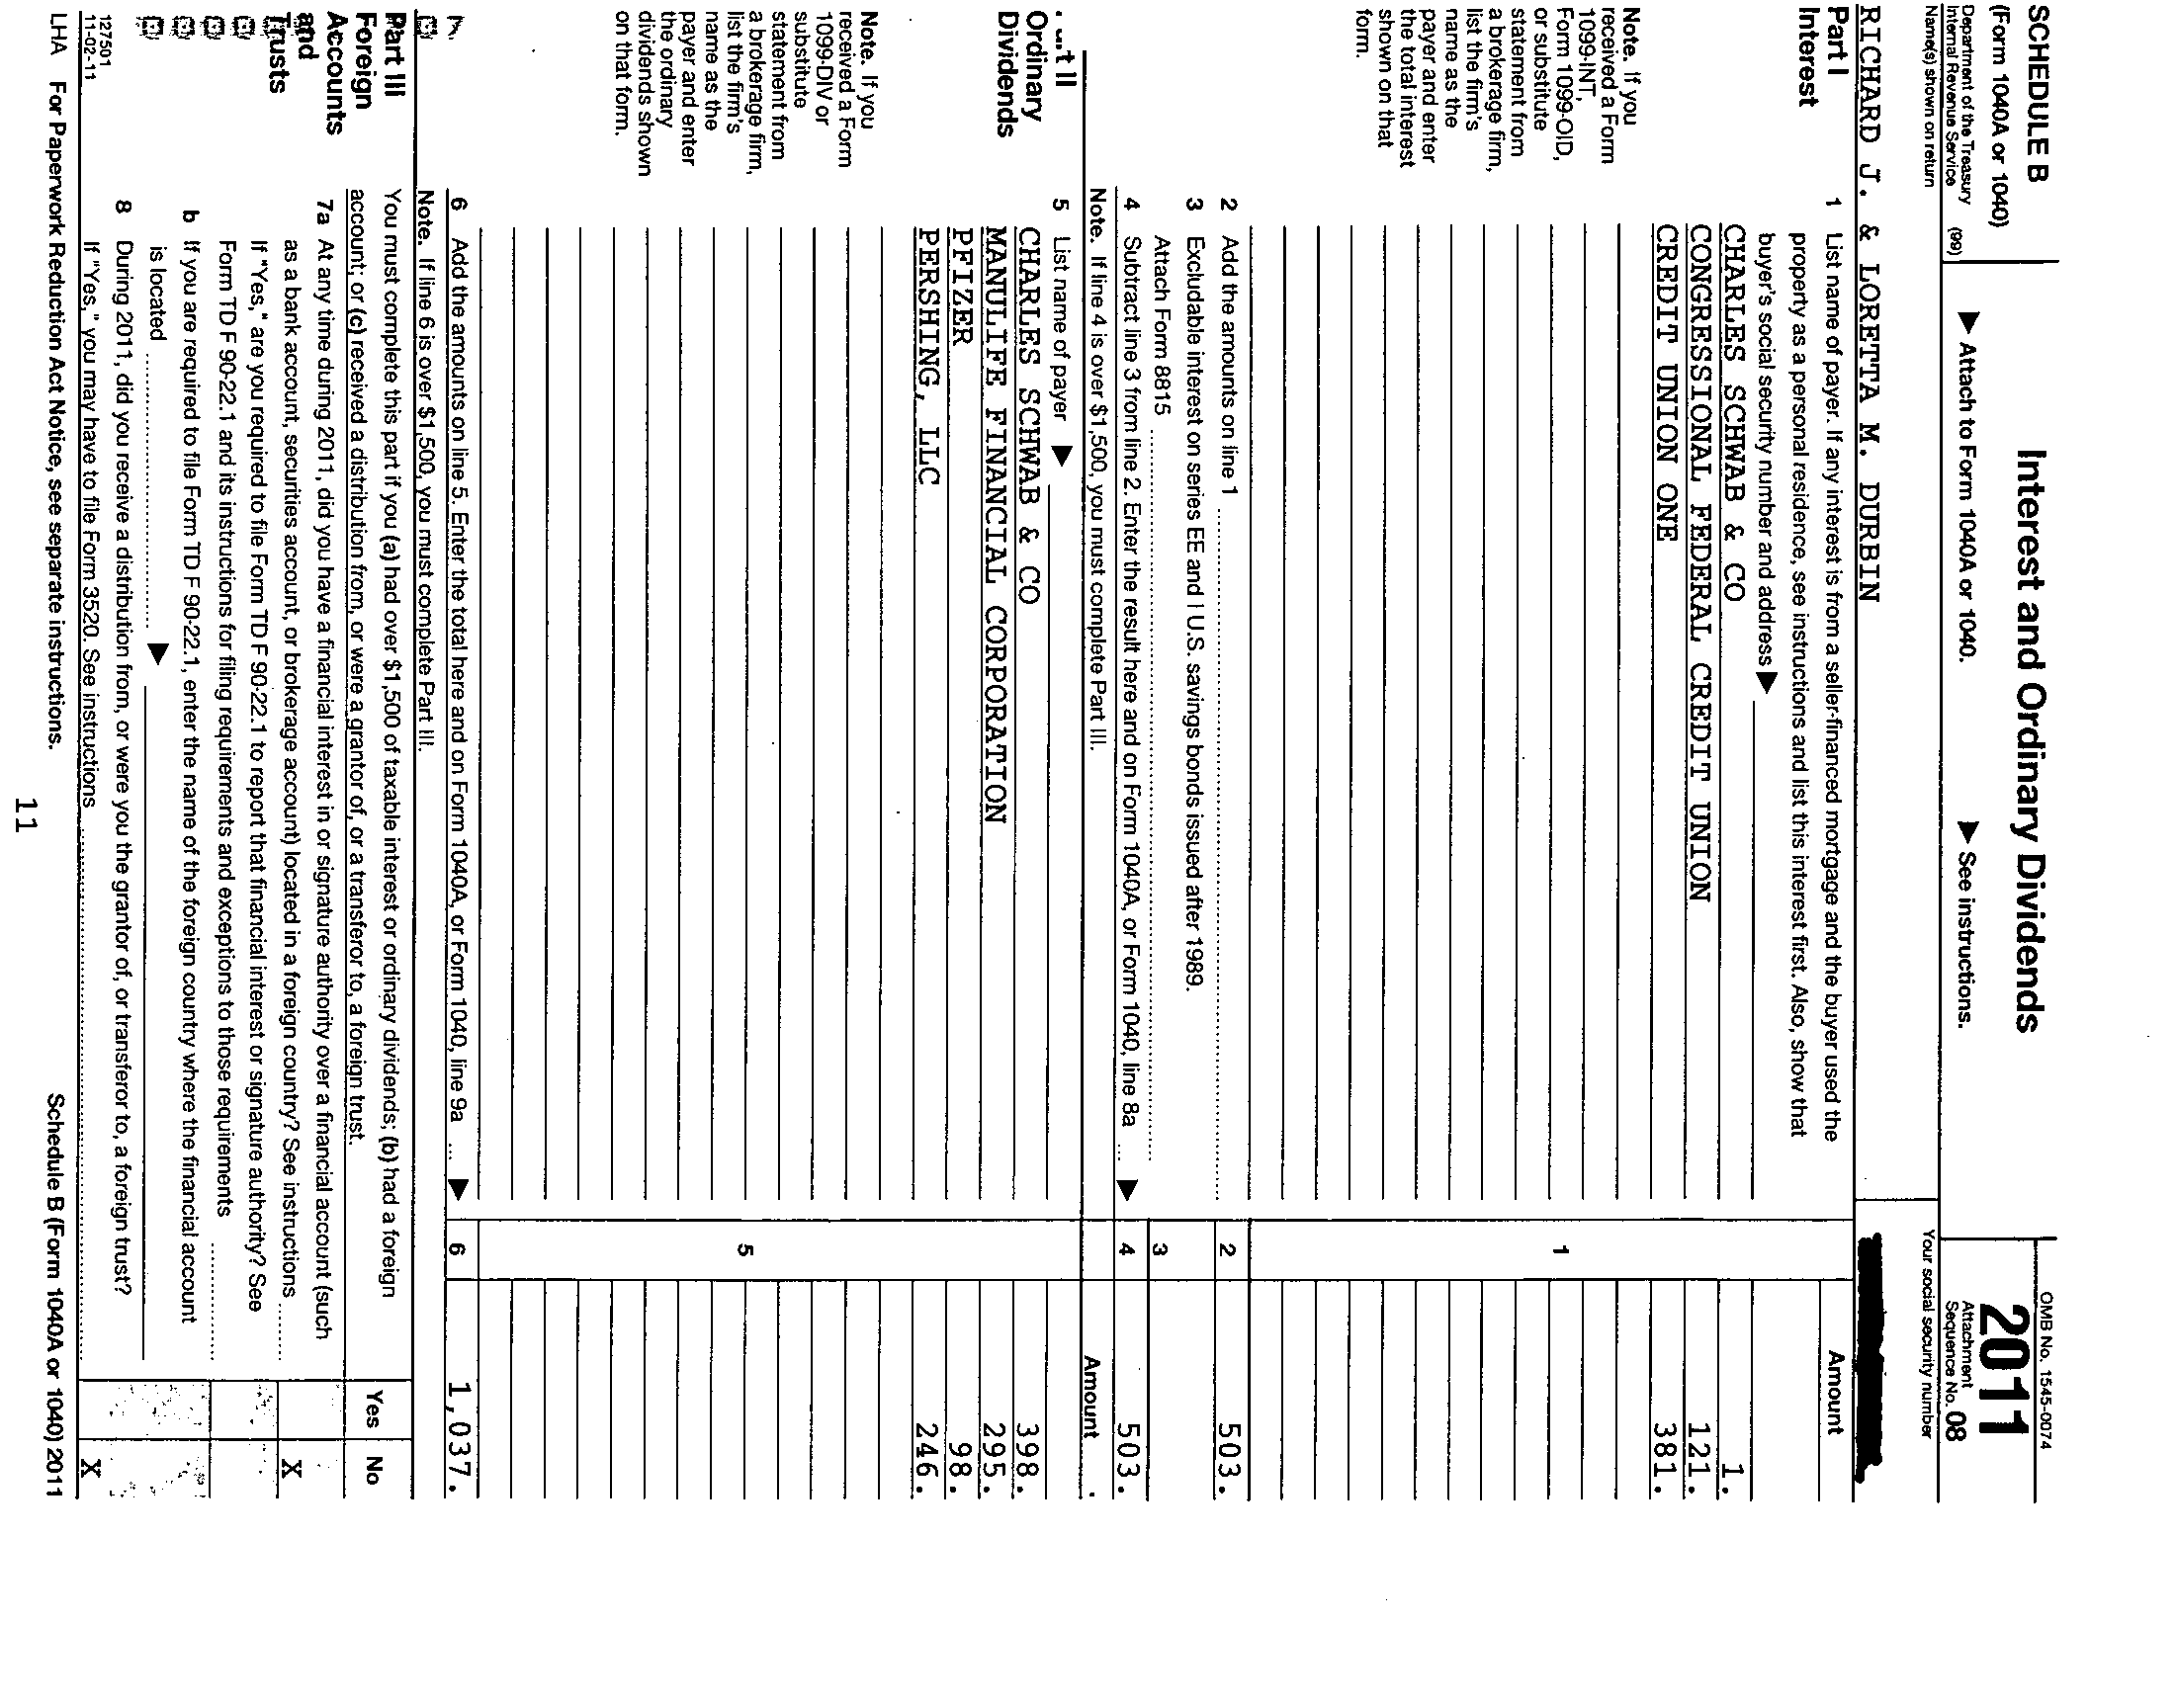 SCHEDULE B
(Form 1040A or 1040)
Department of the Treasury
Internal Revenue Service (99)
Interest and Ordinary Dividends
▶ Attach to Form 1040A or 1040. ▶ See instructions.
OMB No. 1545-0074
2011
Attachment
Sequence No. 08
Name(s) shown on return
Your social security number
RICHARD J. & LORETTA M. DURBIN
Part I
Interest
1 List name of payer. If any interest is from a seller-financed mortgage and the buyer used the
property as a personal residence, see instructions and list this interest first. Also, show that
buyer's social security number and address ▶
Amount
CHARLES SCHWAB & CO 1.
CONGRESSIONAL FEDERAL CREDIT UNION 121.
CREDIT UNION ONE 381.
1
Note. If you
received a Form
1099-INT,
Form 1099-OID,
or substitute
statement from
a brokerage firm,
list the firm's
name as the
payer and enter
the total interest
shown on that
form.
2 Add the amounts on line 1 2 503.
3 Excludable interest on series EE and I U.S. savings bonds issued after 1989.
Attach Form 8815 3
4 Subtract line 3 from line 2. Enter the result here and on Form 1040A, or Form 1040, line 8a ... ▶ 4 503.
Note. If line 4 is over $1,500, you must complete Part III. Amount
II
Ordinary
Dividends
5 List name of payer ▶
CHARLES SCHWAB & CO 398.
MANULIFE FINANCIAL CORPORATION 295.
PFIZER 98.
PERSHING, LLC 246.
5
Note. If you
received a Form
1099-DIV or
substitute
statement from
a brokerage firm,
list the firm's
name as the
payer and enter
the ordinary
dividends shown
on that form.
6 Add the amounts on line 5. Enter the total here and on Form 1040A, or Form 1040, line 9a ... ▶ 6 1,037.
Note. If line 6 is over $1,500, you must complete Part III.
Part III
Foreign
Accounts
and
Trusts
You must complete this part if you (a) had over $1,500 of taxable interest or ordinary dividends; (b) had a foreign
account; or (c) received a distribution from, or were a grantor of, or a transferor to, a foreign trust.
Yes No
7a At any time during 2011, did you have a financial interest in or signature authority over a financial account (such
as a bank account, securities account, or brokerage account) located in a foreign country? See instructions X
If "Yes," are you required to file Form TD F 90-22.1 to report that financial interest or signature authority? See
Form TD F 90-22.1 and its instructions for filing requirements and exceptions to those requirements
b If you are required to file Form TD F 90-22.1, enter the name of the foreign country where the financial account
is located ▶
8 During 2011, did you receive a distribution from, or were you the grantor of, or transferor to, a foreign trust?
If "Yes," you may have to file Form 3520. See instructions X
127501
11-02-11
LHA For Paperwork Reduction Act Notice, see separate instructions. Schedule B (Form 1040A or 1040) 2011
11